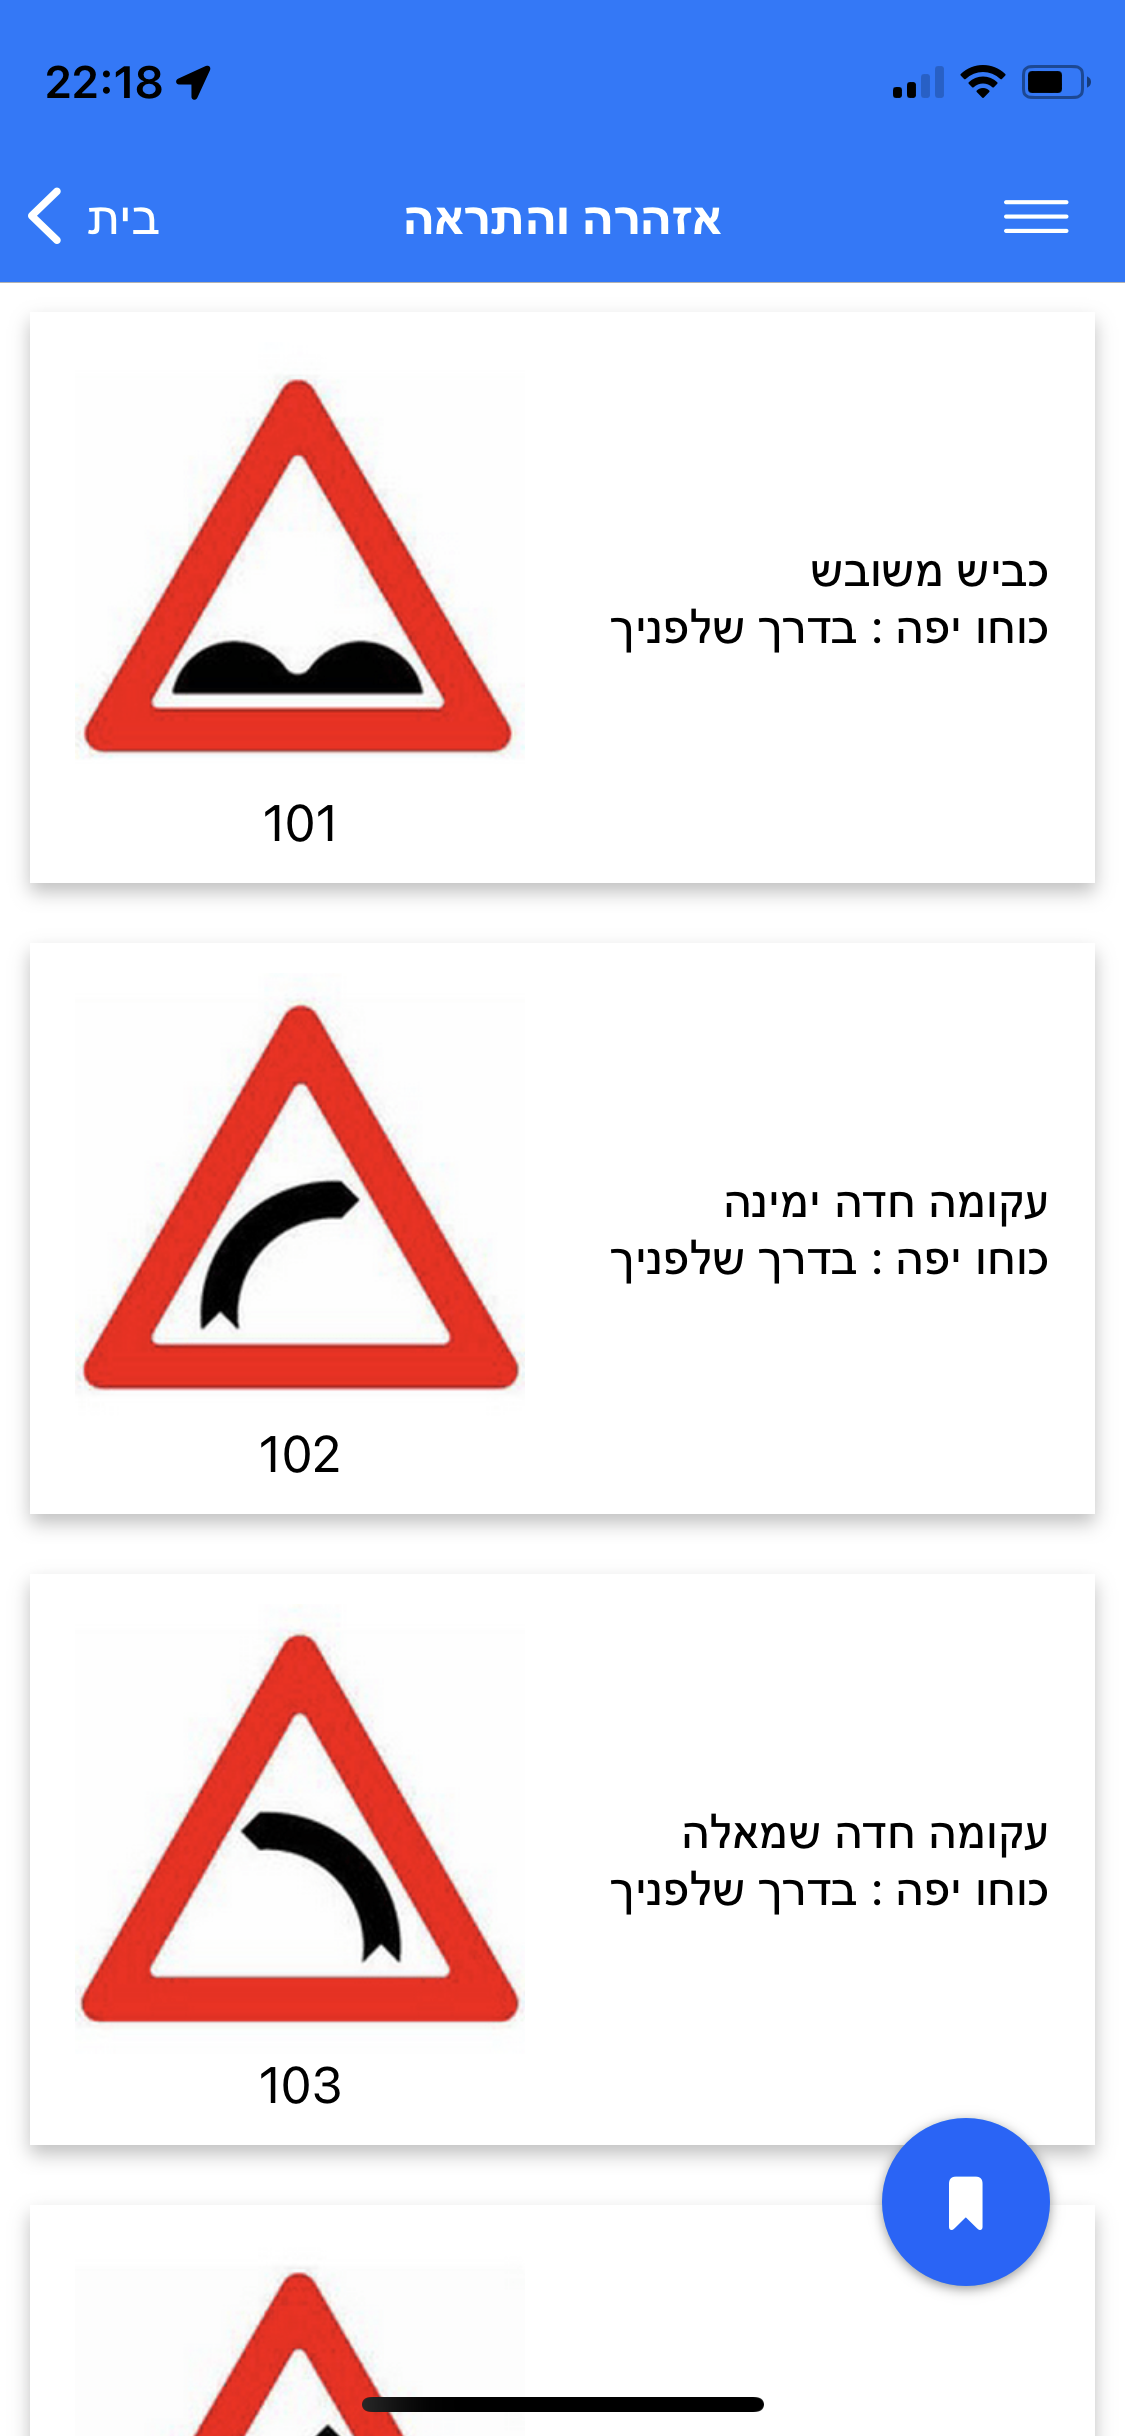 22:18
בית
אזהרה והתראה
כביש משובש
כוחו יפה : בדרך שלפניך
101
עקומה חדה ימינה
כוחו יפה : בדרך שלפניך
102
עקומה חדה שמאלה
כוחו יפה : בדרך שלפניך
103